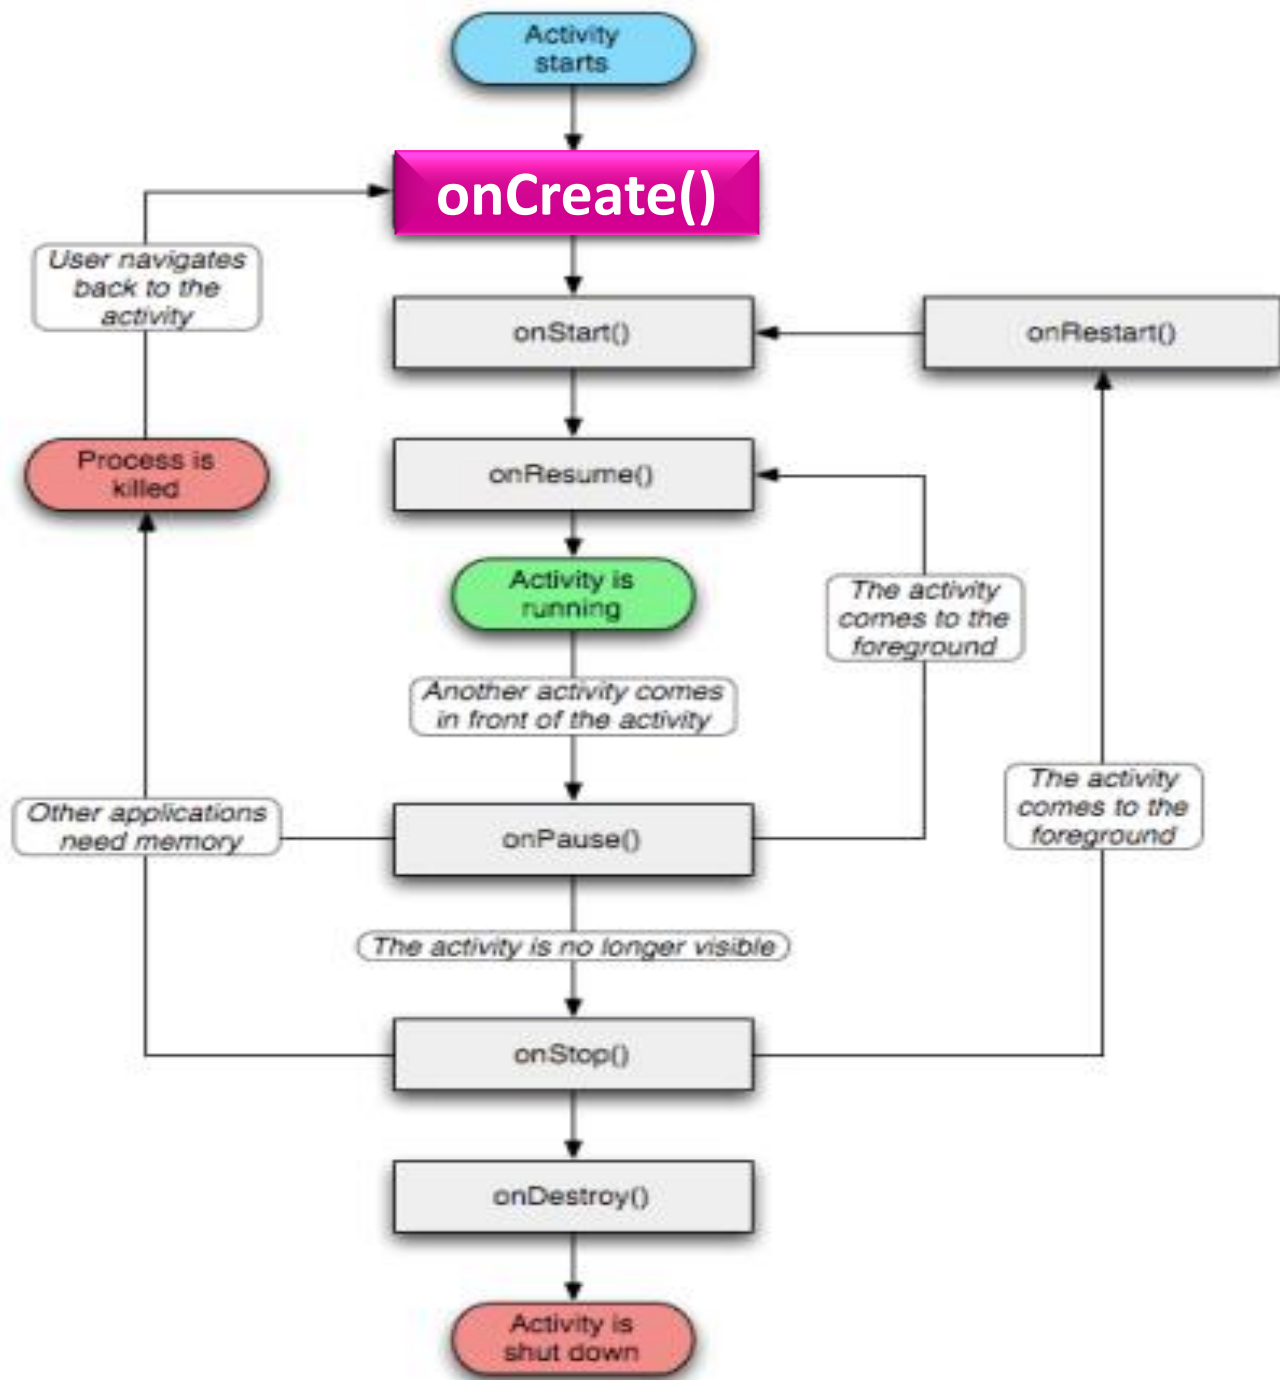 Activity
starts
onCreate()
User navigates
back to the
activity
onStart()
onRestart()
Process is
killed
onResume()
Activity is
running
The activity
comes to the
foreground
Another activity comes
in front of the activity
The activity
comes to the
foreground
Other applications
need memory
onPause()
The activity is no longer visible
onStop()
onDestroy()
Activity is
shut down